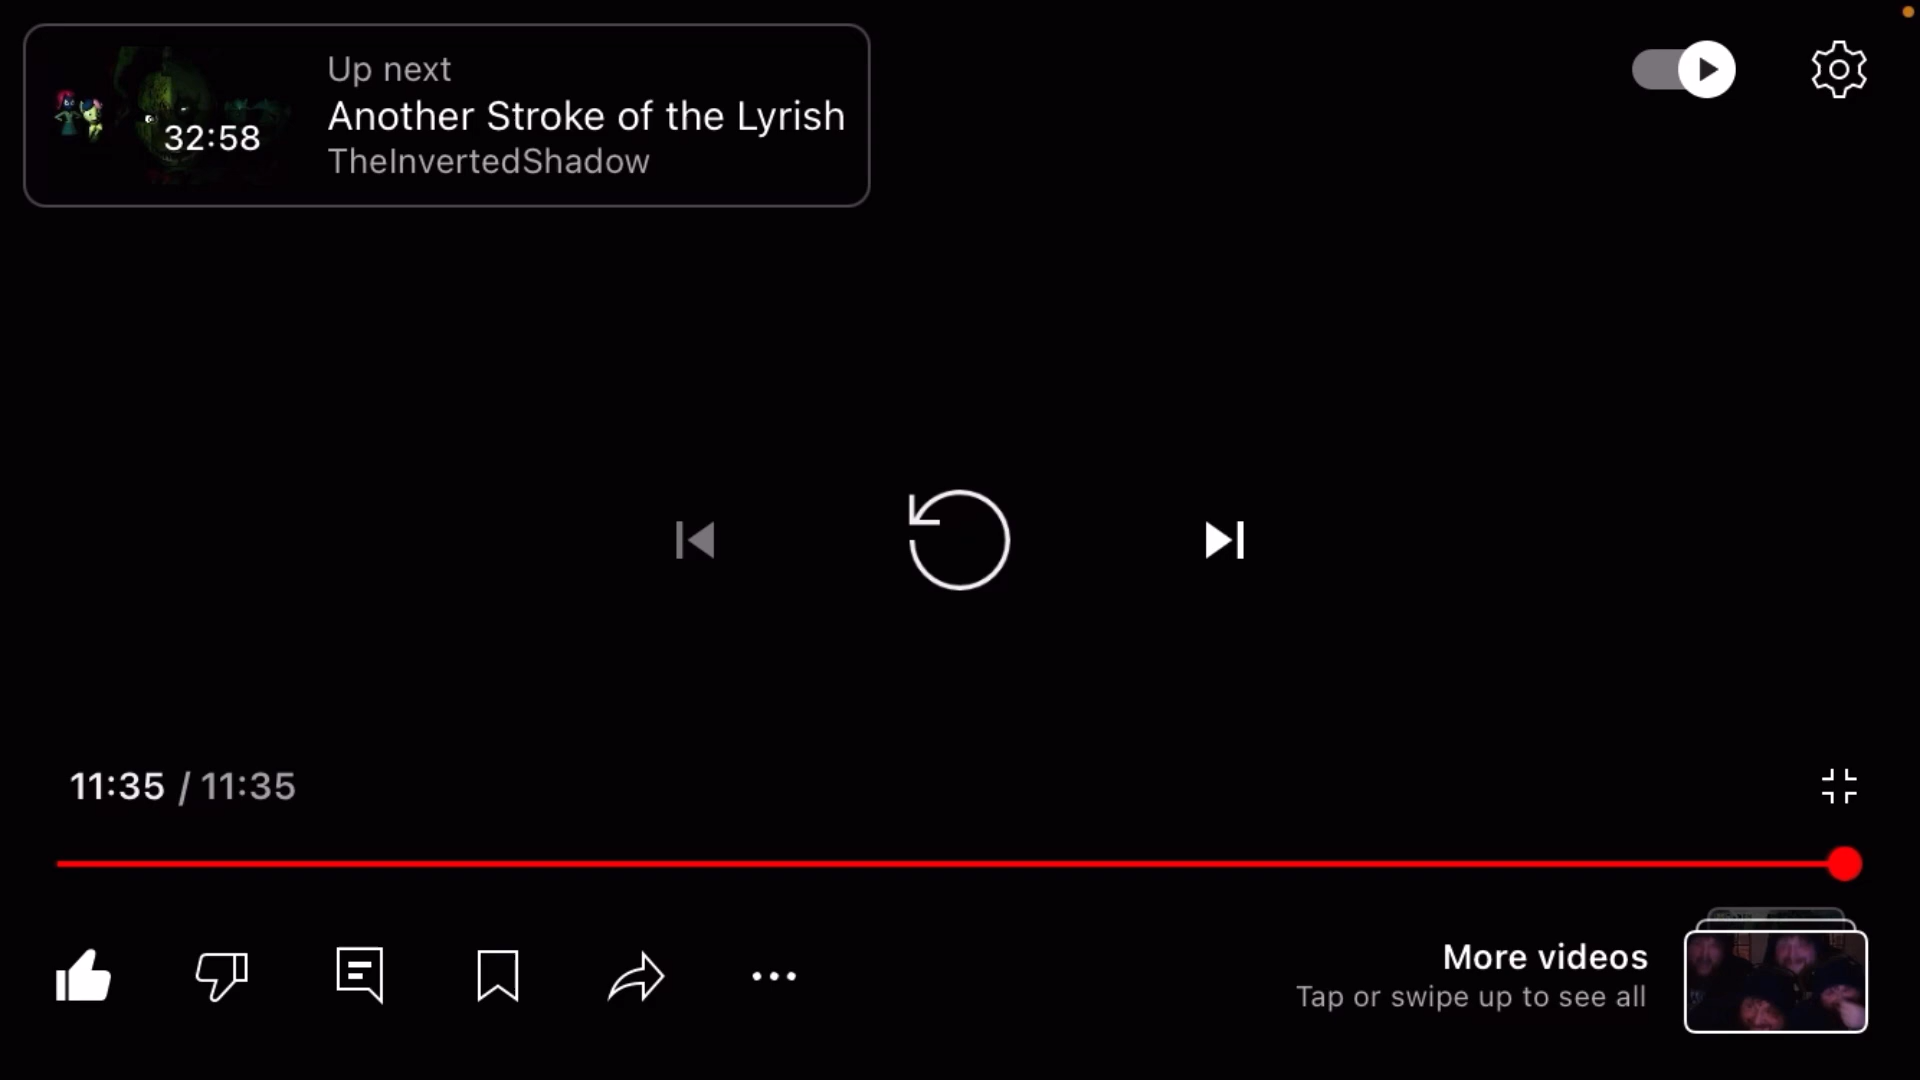 Up next
Another Stroke of the Lyrish
TheInvertedShadow
32:58
11:35 / 11:35
More videos
Tap or swipe up to see all